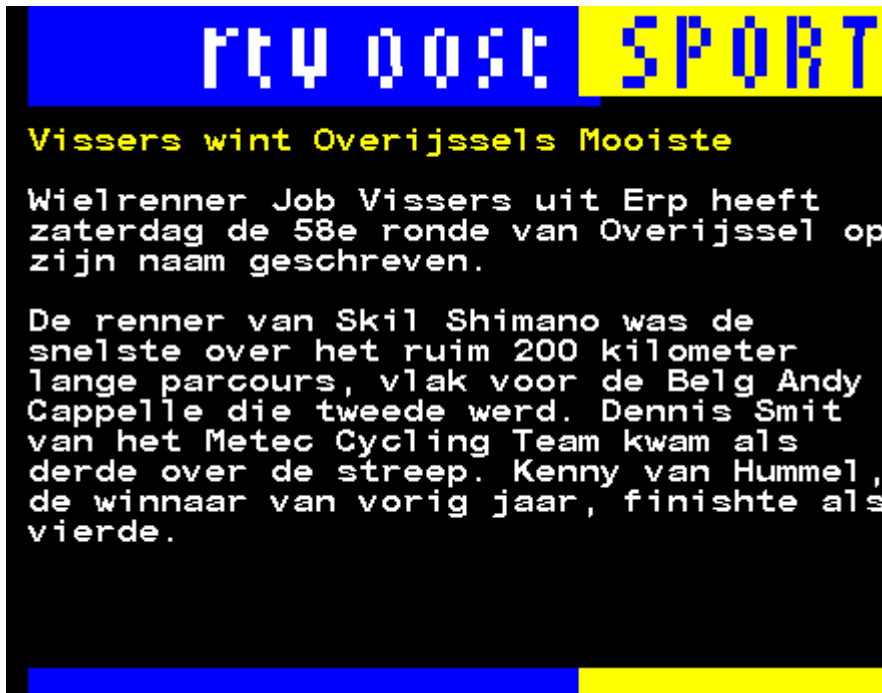 rtv oost SPORT
Vissers wint Overijssels Mooiste
Wielrenner Job Vissers uit Erp heeft
zaterdag de 58e ronde van Overijssel op
zijn naam geschreven.
De renner van Skil Shimano was de
snelste over het ruim 200 kilometer
lange parcours, vlak voor de Belg Andy
Cappelle die tweede werd. Dennis Smit
van het Metec Cycling Team kwam als
derde over de streep. Kenny van Hummel,
de winnaar van vorig jaar, finishte als
vierde.